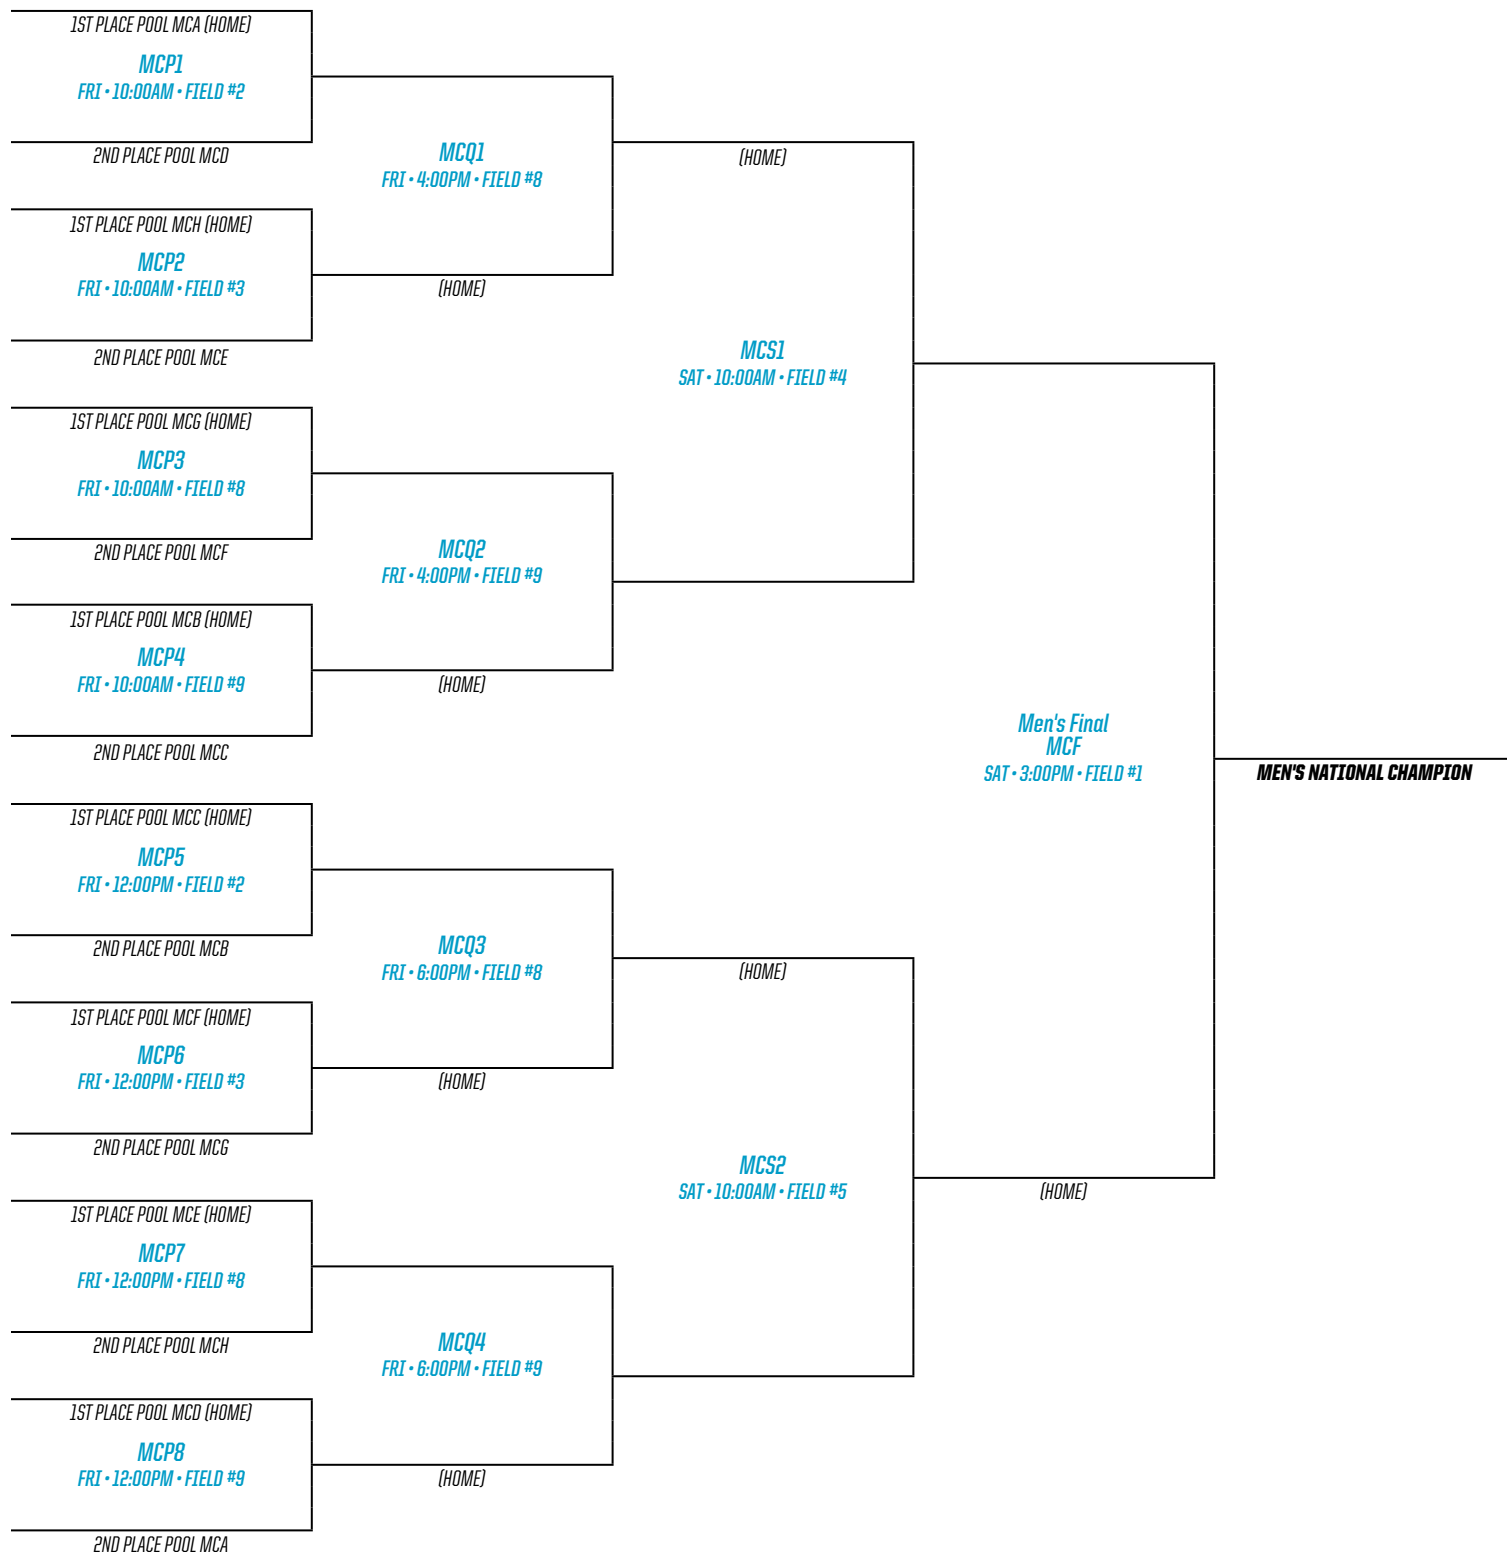 1ST PLACE POOL MCA (HOME)
MCP1
FRI • 10:00AM • FIELD #2
2ND PLACE POOL MCD
MCQ1
FRI • 4:00PM • FIELD #8
(HOME)
1ST PLACE POOL MCH (HOME)
MCP2
FRI • 10:00AM • FIELD #3
(HOME)
2ND PLACE POOL MCE
MCS1
SAT • 10:00AM • FIELD #4
1ST PLACE POOL MCG (HOME)
MCP3
FRI • 10:00AM • FIELD #8
2ND PLACE POOL MCF
MCQ2
FRI • 4:00PM • FIELD #9
1ST PLACE POOL MCB (HOME)
MCP4
FRI • 10:00AM • FIELD #9
(HOME)
2ND PLACE POOL MCC
Men's Final
MCF
SAT • 3:00PM • FIELD #1
MEN'S NATIONAL CHAMPION
1ST PLACE POOL MCC (HOME)
MCP5
FRI • 12:00PM • FIELD #2
2ND PLACE POOL MCB
MCQ3
FRI • 6:00PM • FIELD #8
(HOME)
1ST PLACE POOL MCF (HOME)
MCP6
FRI • 12:00PM • FIELD #3
(HOME)
2ND PLACE POOL MCG
MCS2
SAT • 10:00AM • FIELD #5
(HOME)
1ST PLACE POOL MCE (HOME)
MCP7
FRI • 12:00PM • FIELD #8
2ND PLACE POOL MCH
MCQ4
FRI • 6:00PM • FIELD #9
1ST PLACE POOL MCD (HOME)
MCP8
FRI • 12:00PM • FIELD #9
(HOME)
2ND PLACE POOL MCA